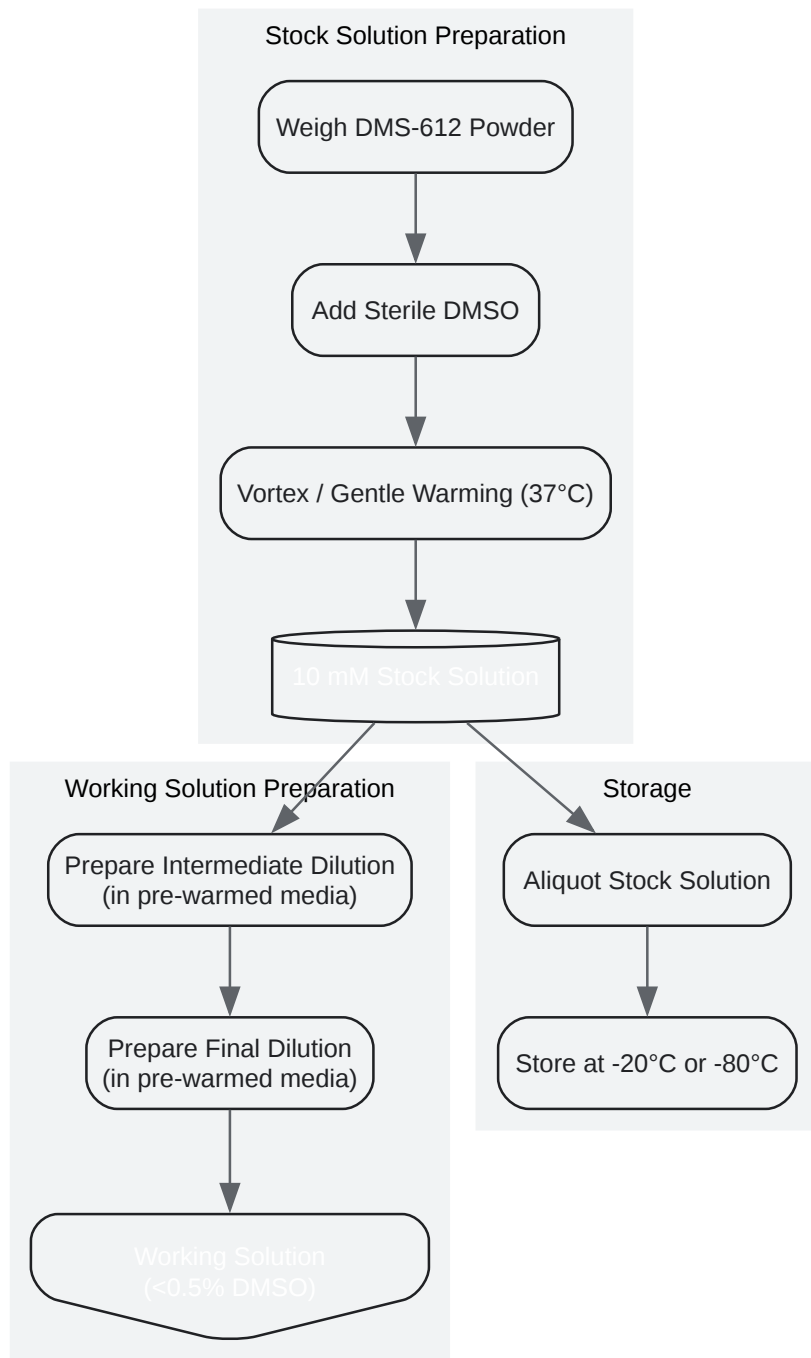 Stock Solution Preparation
Weigh DMS-612 Powder
Add Sterile DMSO
Vortex / Gentle Warming (37°C)
10 mM Stock Solution
Working Solution Preparation
Prepare Intermediate Dilution
(in pre-warmed media)
Prepare Final Dilution
(in pre-warmed media)
Working Solution
(<0.5% DMSO)
Storage
Aliquot Stock Solution
Store at -20°C or -80°C